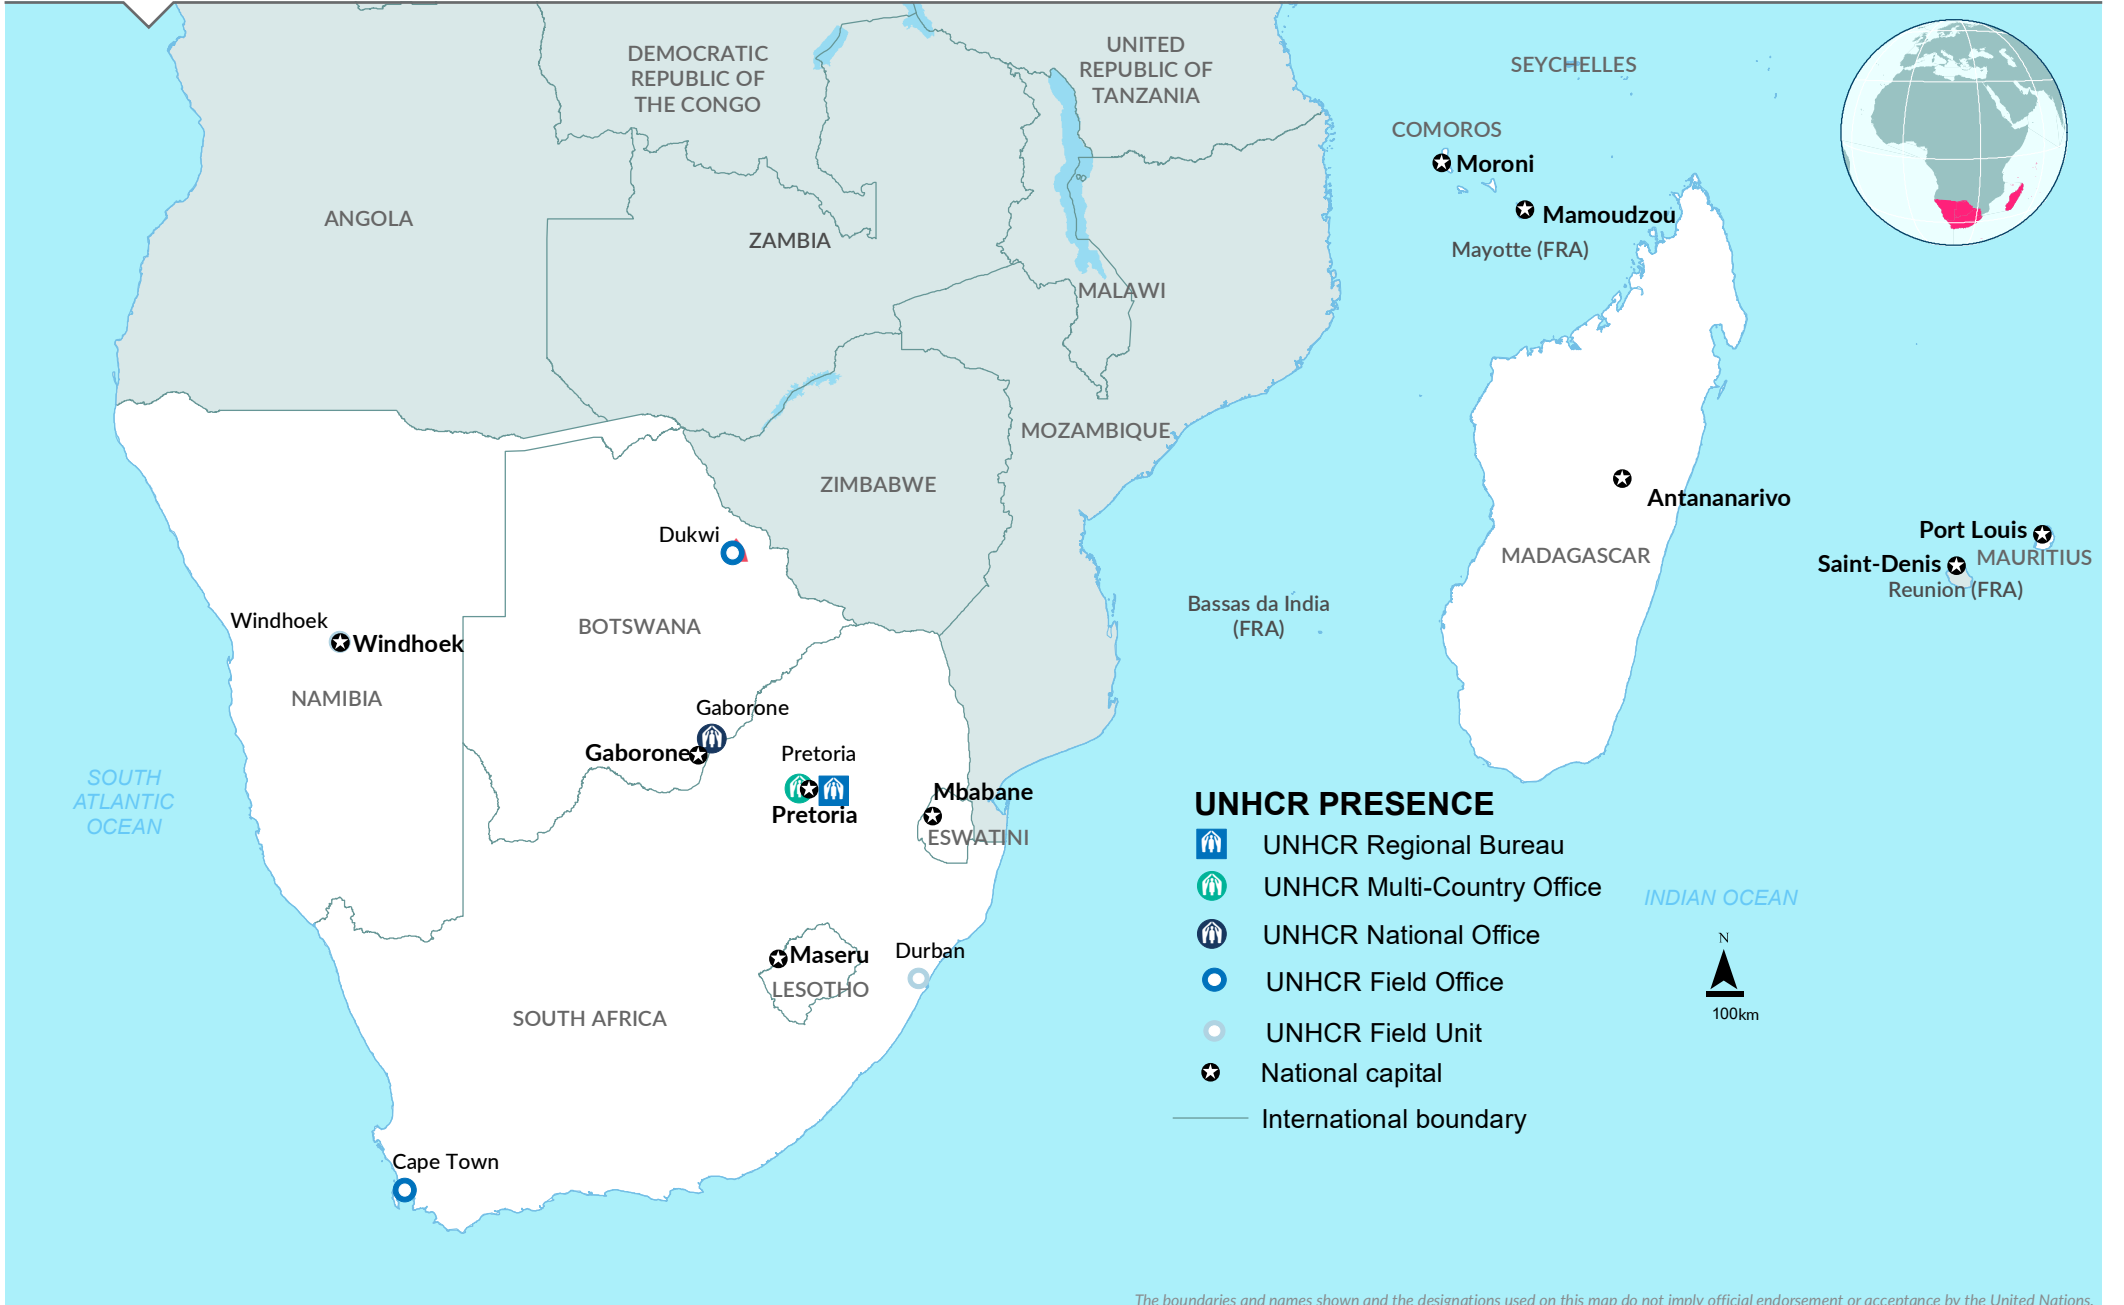 DEMOCRATIC
REPUBLIC OF
THE CONGO
UNITED
REPUBLIC OF
TANZANIA
SEYCHELLES
COMOROS
Moroni
Mamoudzou
Mayotte (FRA)
ANGOLA
ZAMBIA
MALAWI
MOZAMBIQUE
ZIMBABWE
Antananarivo
MADAGASCAR
Port Louis
MAURITIUS
Saint-Denis
Reunion (FRA)
Dukwi
Bassas da India
(FRA)
BOTSWANA
Windhoek
Windhoek
NAMIBIA
Gaborone
Gaborone
Pretoria
Pretoria
Mbabane
ESWATINI
SOUTH
ATLANTIC
OCEAN
Maseru
LESOTHO
Durban
SOUTH AFRICA
Cape Town
UNHCR PRESENCE
UNHCR Regional Bureau
UNHCR Multi-Country Office
UNHCR National Office
UNHCR Field Office
UNHCR Field Unit
National capital
International boundary
INDIAN OCEAN
N
100km
The boundaries and names shown and the designations used on this map do not imply official endorsement or acceptance by the United Nations.